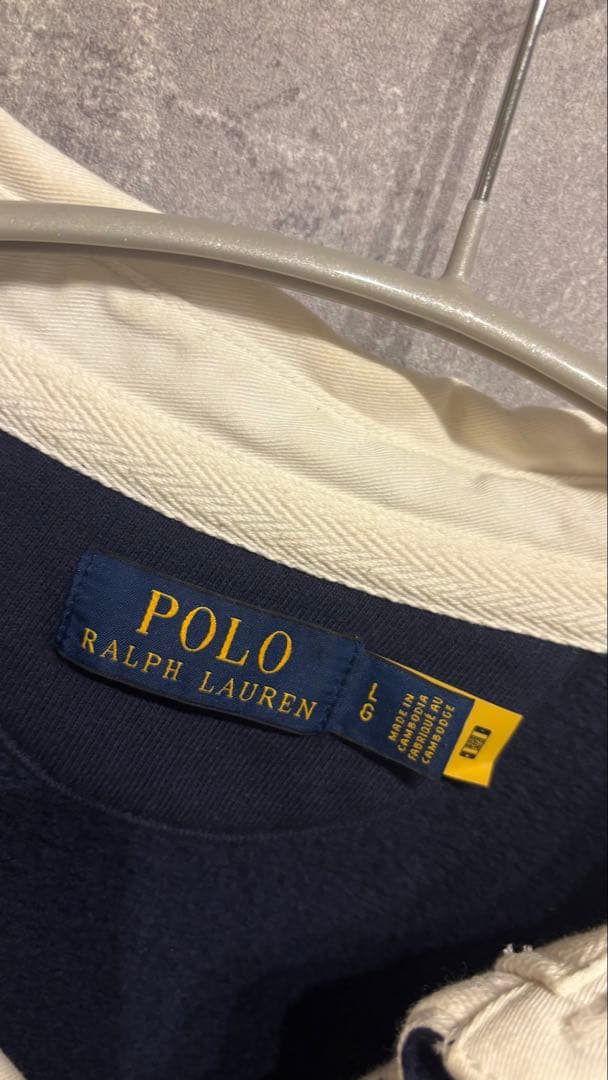 POLO
RALPH LAUREN
L
G
MADE IN
CAMBODIA
FABRIQUÉ AU
CAMBODGE